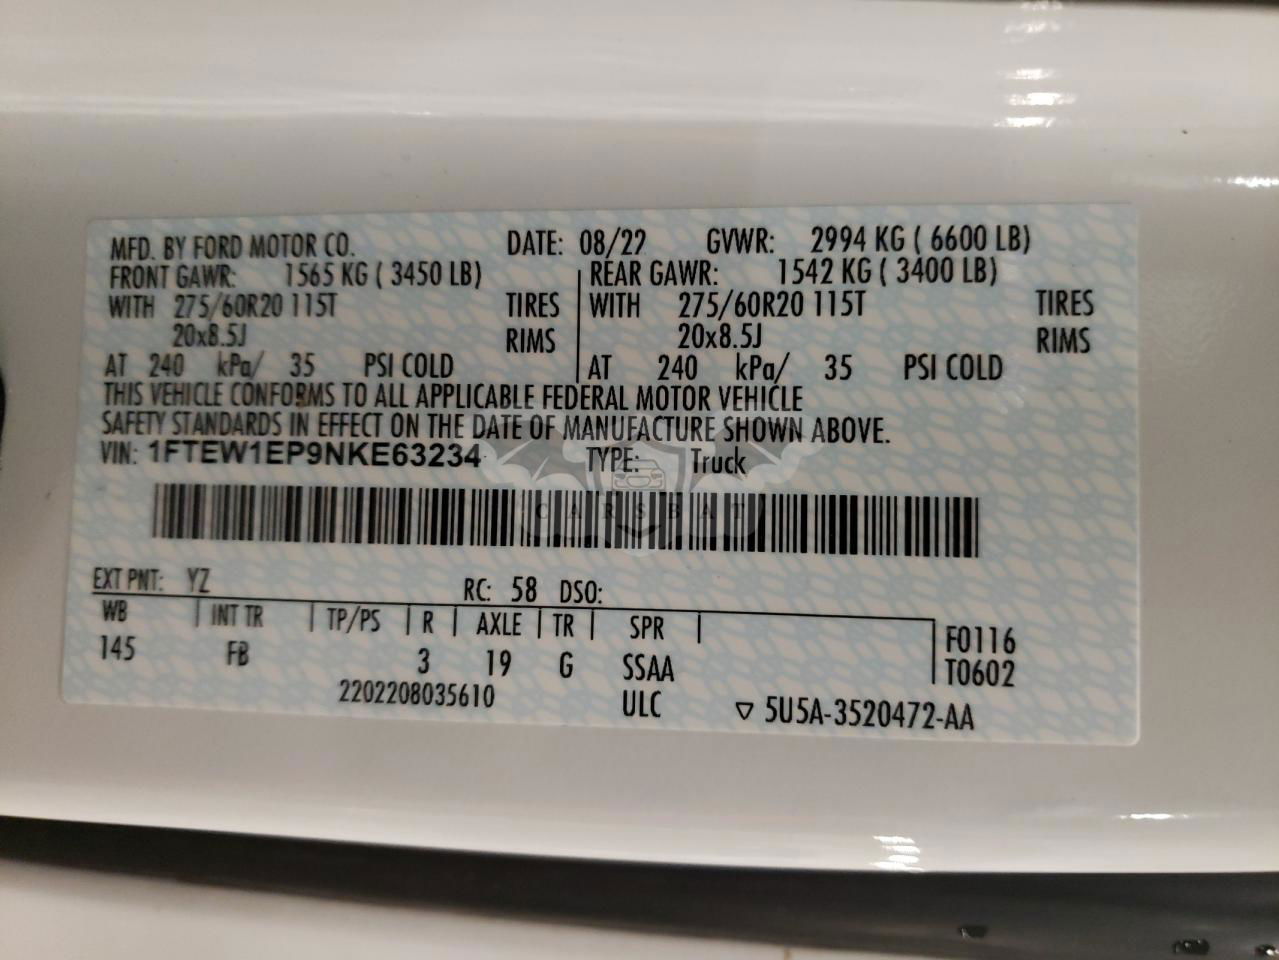 MFD. BY FORD MOTOR CO. DATE: 08/22 GVWR: 2994 KG ( 6600 LB)
FRONT GAWR: 1565 KG ( 3450 LB) REAR GAWR: 1542 KG ( 3400 LB)
WITH 275/60R20 115T TIRES WITH 275/60R20 115T TIRES
20x8.5J RIMS 20x8.5J RIMS
AT 240 kPa/ 35 PSI COLD AT 240 kPa/ 35 PSI COLD
THIS VEHICLE CONFORMS TO ALL APPLICABLE FEDERAL MOTOR VEHICLE
SAFETY STANDARDS IN EFFECT ON THE DATE OF MANUFACTURE SHOWN ABOVE.
VIN: 1FTEW1EP9NKE63234 TYPE: Truck
CARSBAT
EXT PNT: YZ RC: 58 DSO:
WB INT TR TP/PS R AXLE TR SPR F0116
145 FB 3 19 G SSAA T0602
2202208035610 ULC ▽ 5U5A-3520472-AA